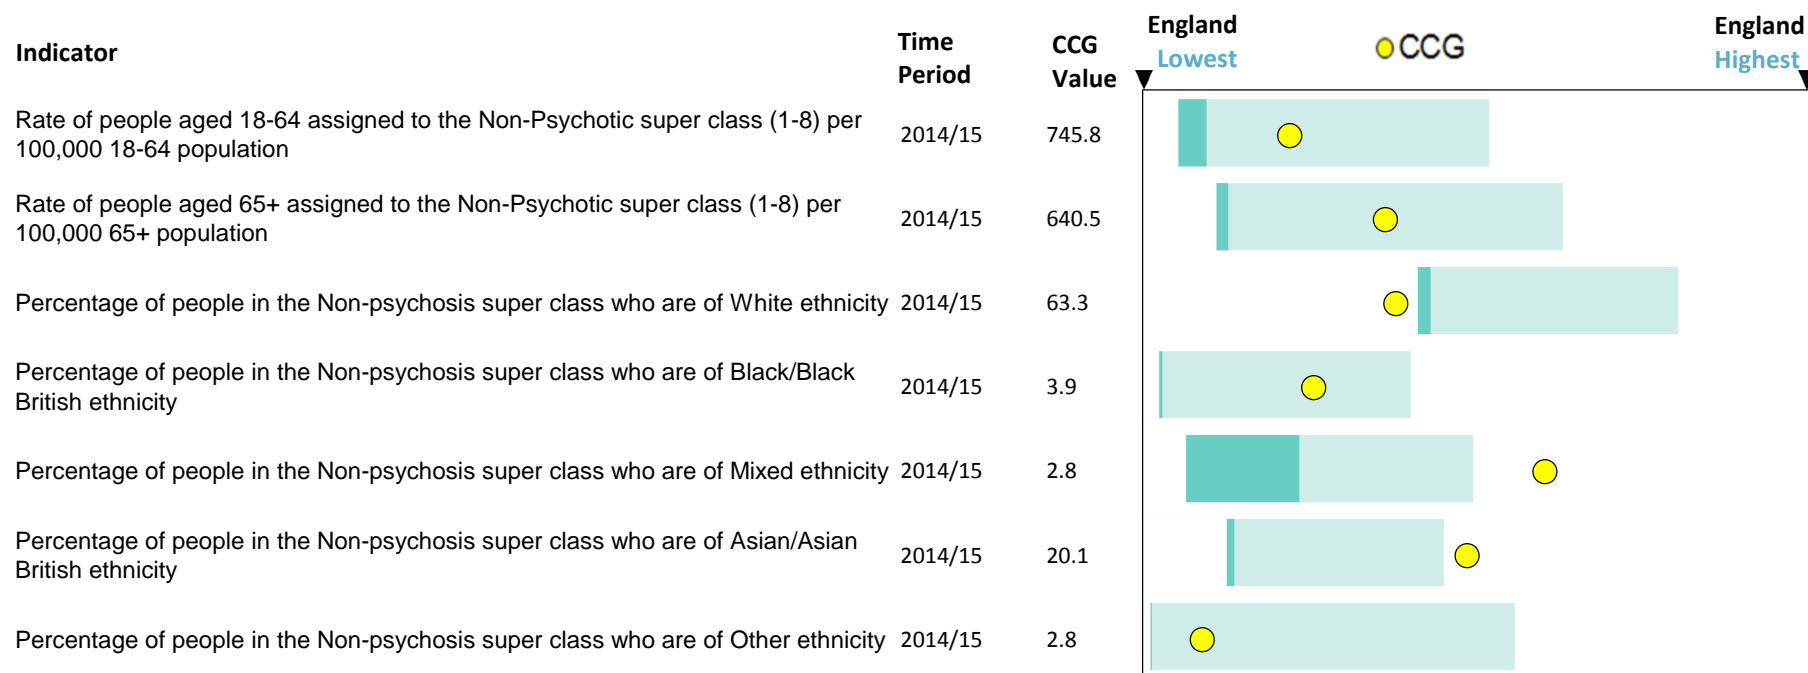 Indicator
Time
Period
CCG
Value
England
Lowest
CCG
England
Highest
Rate of people aged 18-64 assigned to the Non-Psychotic super class (1-8) per
100,000 18-64 population
2014/15
745.8
Rate of people aged 65+ assigned to the Non-Psychotic super class (1-8) per
100,000 65+ population
2014/15
640.5
Percentage of people in the Non-psychosis super class who are of White ethnicity
2014/15
63.3
Percentage of people in the Non-psychosis super class who are of Black/Black
British ethnicity
2014/15
3.9
Percentage of people in the Non-psychosis super class who are of Mixed ethnicity
2014/15
2.8
Percentage of people in the Non-psychosis super class who are of Asian/Asian
British ethnicity
2014/15
20.1
Percentage of people in the Non-psychosis super class who are of Other ethnicity
2014/15
2.8